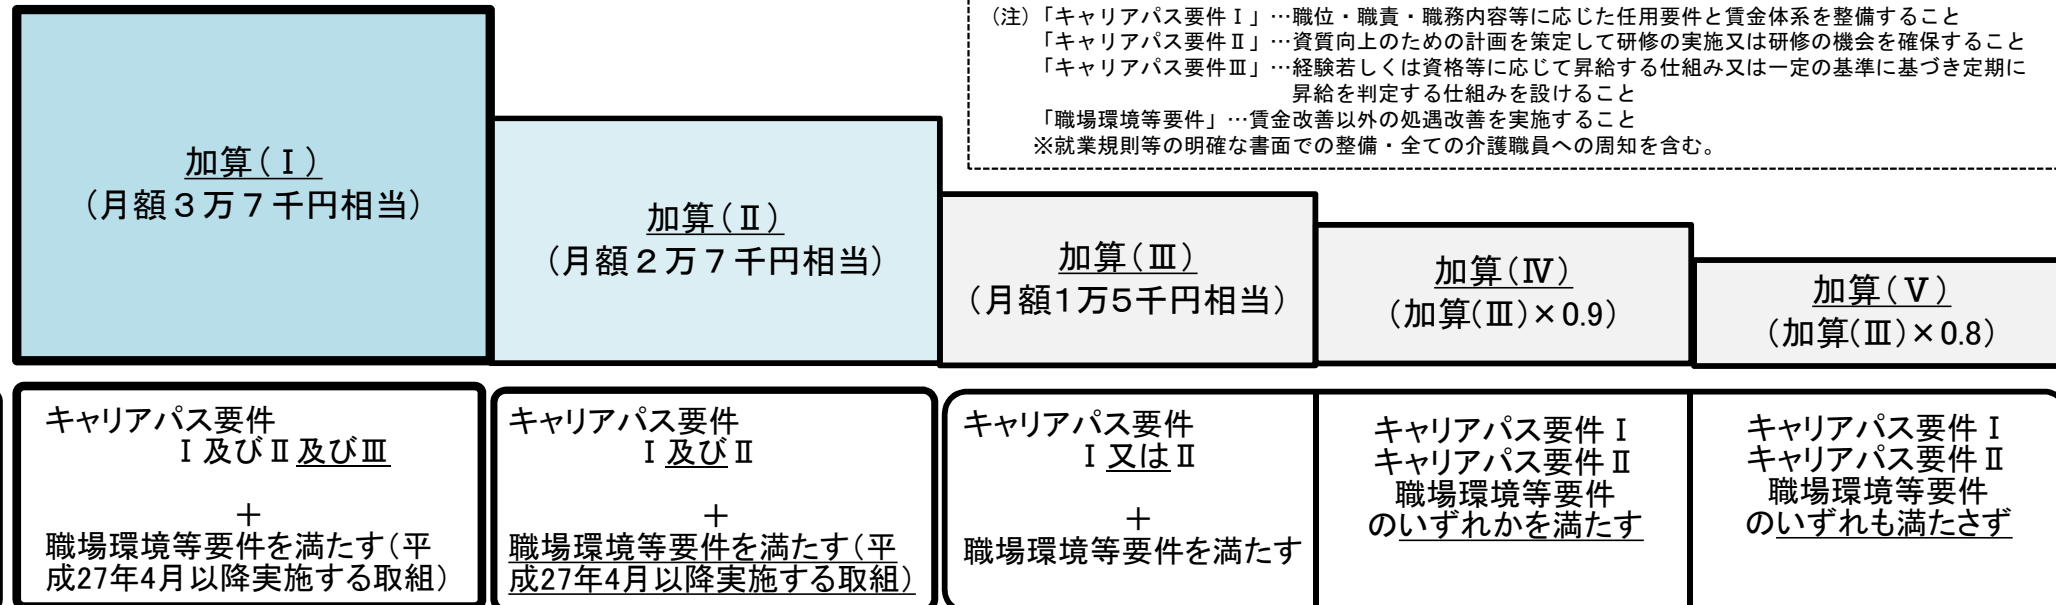 (注)「キャリアパス要件Ⅰ」…職位・職責・職務内容等に応じた任用要件と賃金体系を整備すること
「キャリアパス要件Ⅱ」…資質向上のための計画を策定して研修の実施又は研修の機会を確保すること
「キャリアパス要件Ⅲ」…経験若しくは資格等に応じて昇給する仕組み又は一定の基準に基づき定期に
昇給を判定する仕組みを設けること
「職場環境等要件」…賃金改善以外の処遇改善を実施すること
※就業規則等の明確な書面での整備・全ての介護職員への周知を含む。
加算(Ⅰ)
(月額3万7千円相当)
加算(Ⅱ)
(月額2万7千円相当)
加算(Ⅲ)
(月額1万5千円相当)
加算(Ⅳ)
(加算(Ⅲ)×0.9)
加算(Ⅴ)
(加算(Ⅲ)×0.8)
キャリアパス要件
Ⅰ及びⅡ及びⅢ
+
職場環境等要件を満たす(平
成27年4月以降実施する取組)
キャリアパス要件
Ⅰ及びⅡ
+
職場環境等要件を満たす(平
成27年4月以降実施する取組)
キャリアパス要件
Ⅰ又はⅡ
+
職場環境等要件を満たす
キャリアパス要件Ⅰ
キャリアパス要件Ⅱ
職場環境等要件
のいずれかを満たす
キャリアパス要件Ⅰ
キャリアパス要件Ⅱ
職場環境等要件
のいずれも満たさず